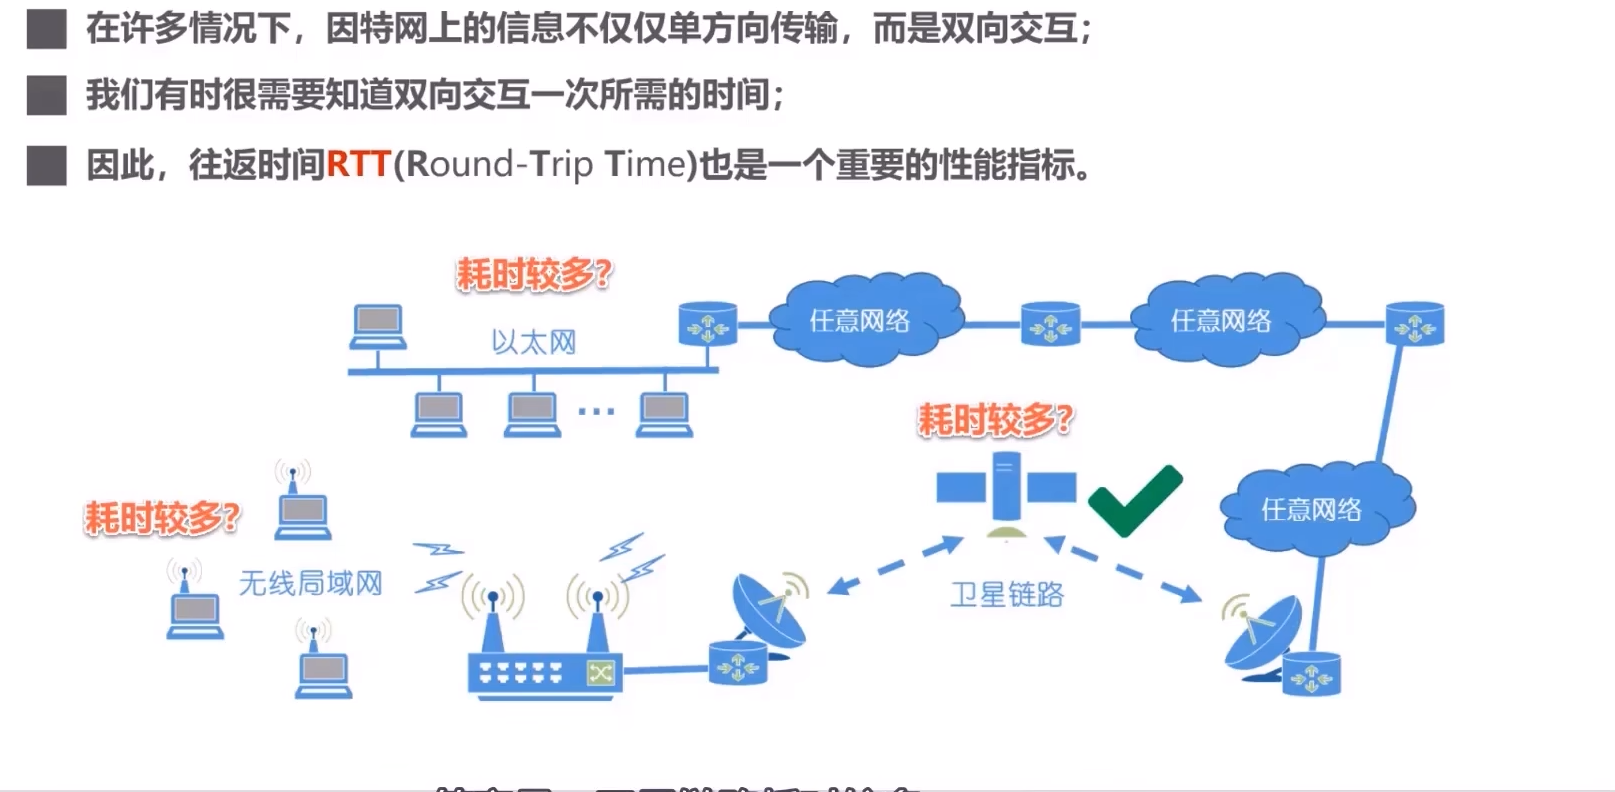 在许多情况下，因特网上的信息不仅仅单方向传输，而是双向交互；
我们有时很需要知道双向交互一次所需的时间；
因此，往返时间RTT(Round-Trip Time)也是一个重要的性能指标。
耗时较多?
以太网
任意网络
任意网络
耗时较多?
任意网络
耗时较多?
无线局域网
卫星链路